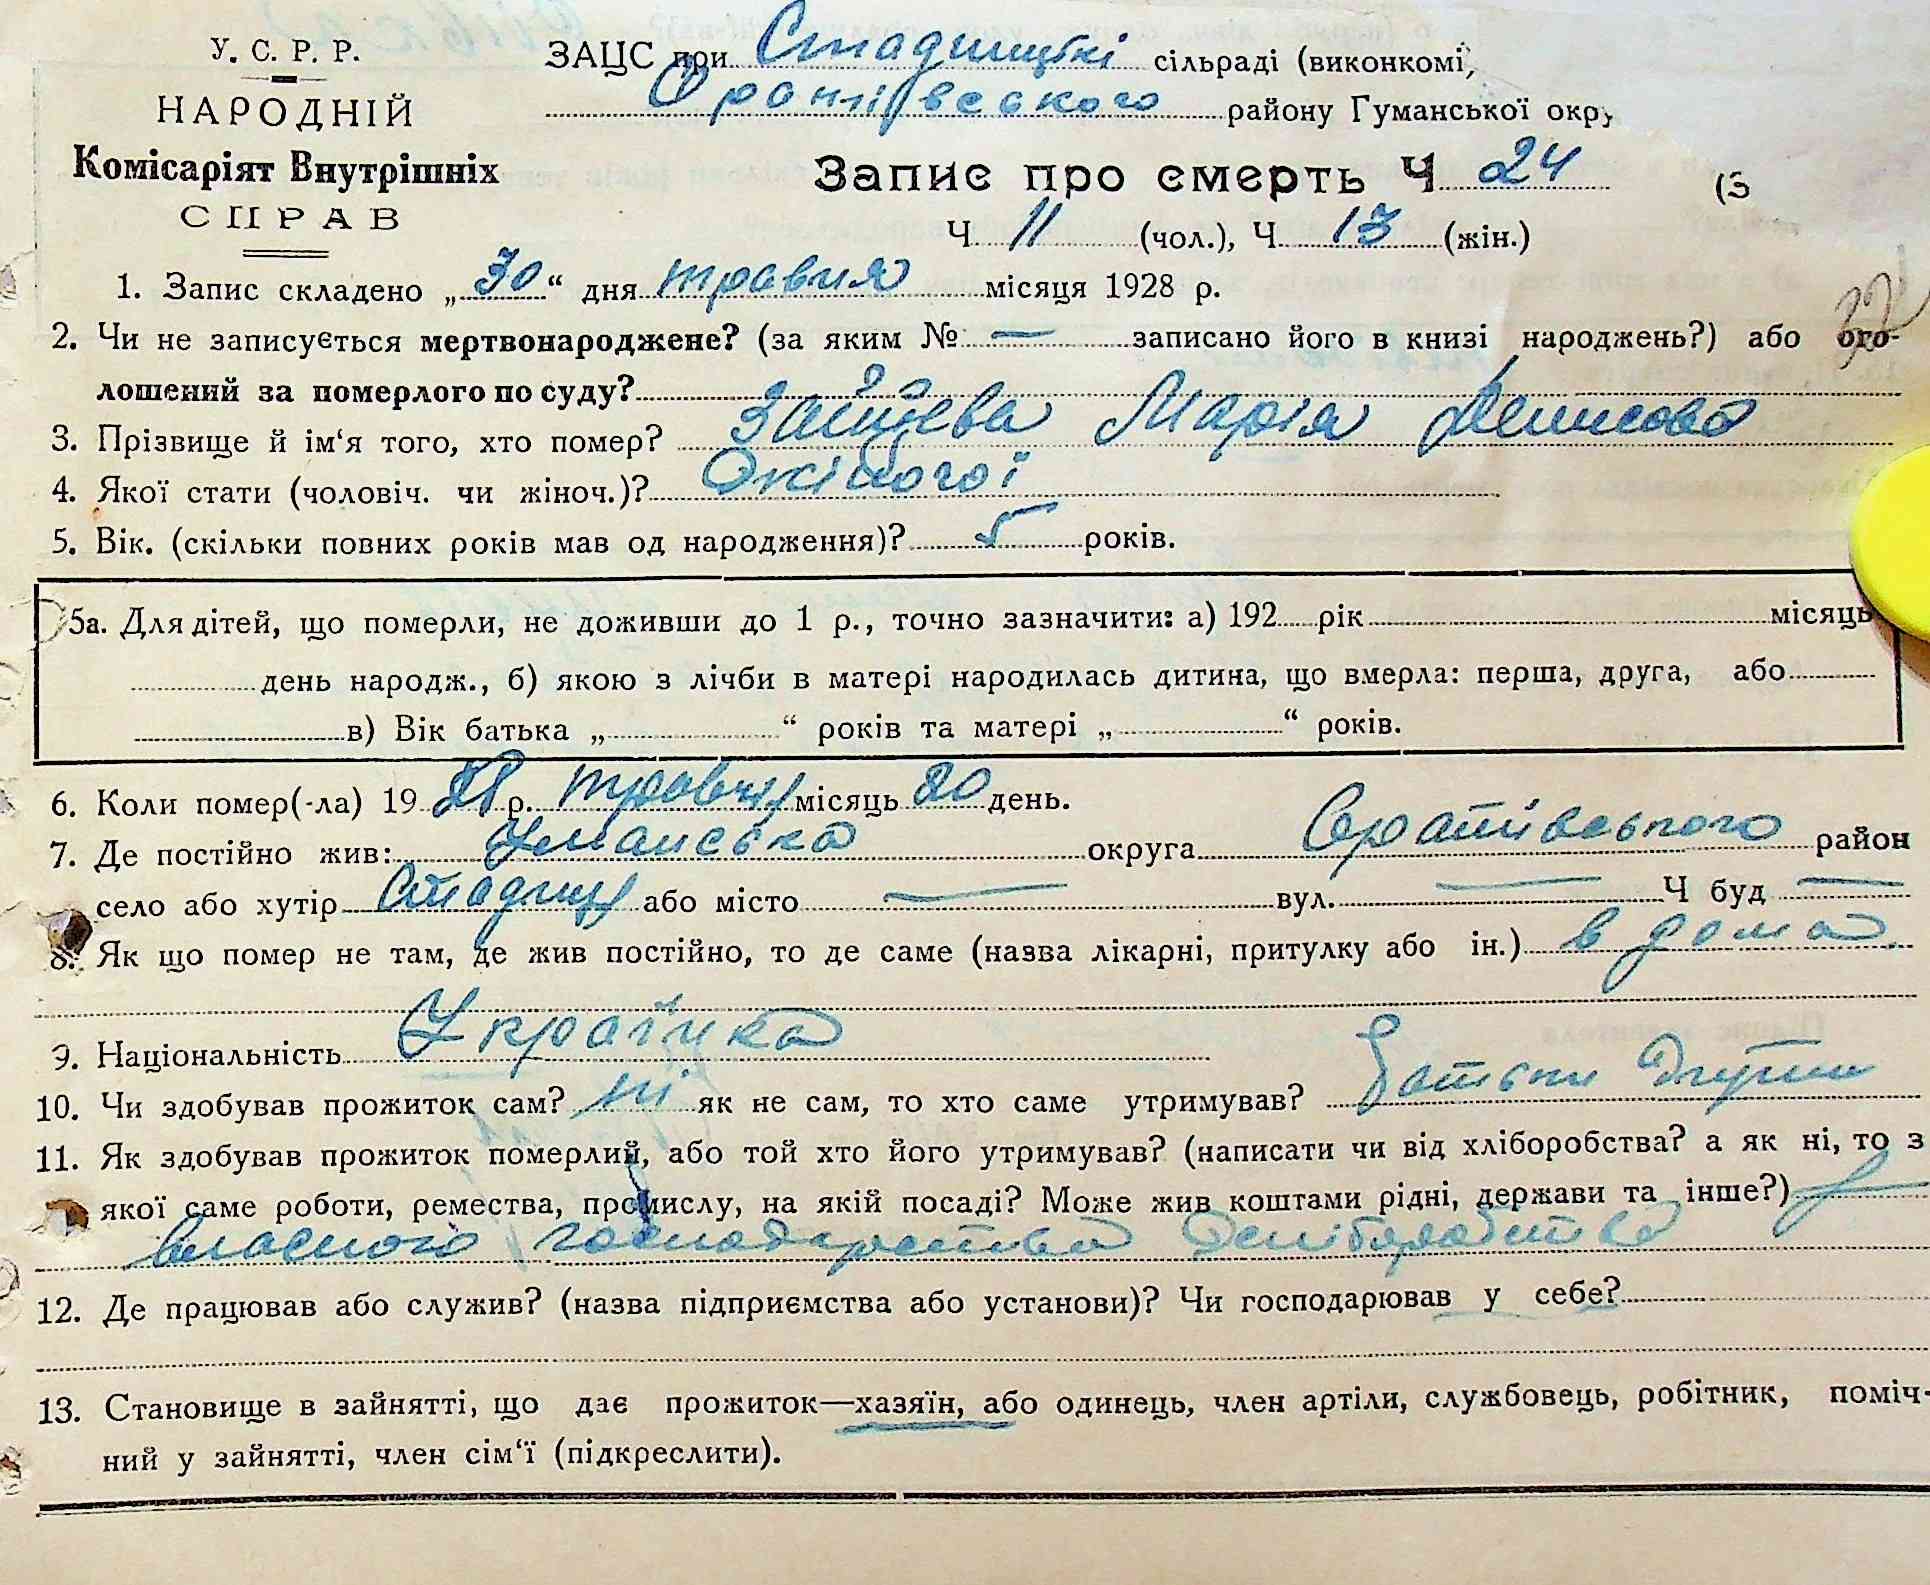 У. С. Р. Р.
НАРОДНІЙ
Комісаріят Внутрішніх
СПРАВ
ЗАЦС при Стадницькі сільраді (виконкомі)
Оратівського району Гуманської окр
Запис про смерть Ч 24 (З
Ч 11 (чол.), Ч 13 (жін.)
1. Запис складено „30“ дня травня місяця 1928 р.
2. Чи не записується мертвонароджене? (за яким № — записано його в книзі народжень?) або ого-
лошений за померлого по суду?
3. Прізвище й ім‘я того, хто помер? Зайцева Марія Денисова
4. Якої стати (чоловіч. чи жіноч.)? Жіночої
5. Вік. (скільки повних років мав од народження)? 5 років.
5а. Для дітей, що померли, не доживши до 1 р., точно зазначити: а) 192 рік місяць
день народж., б) якою з лічби в матері народилась дитина, що вмерла: перша, друга, або
в) Вік батька „ “ років та матері „ “ років.
6. Коли помер(-ла) 19 28 р. травня місяць 20 день.
7. Де постійно жив: Уманська округа Оратівського район
село або хутір Стадниця або місто — вул. — Ч буд —
8. Як що помер не там, де жив постійно, то де саме (назва лікарні, притулку або ін.) в дома
9. Національність Українка
10. Чи здобував прожиток сам? ні як не сам, то хто саме утримував? Батьки
11. Як здобував прожиток померлий, або той хто його утримував? (написати чи від хліборобства? а як ні, то з
якої саме роботи, ремества, промислу, на якій посаді? Може жив коштами рідні, держави та інше?)
власного господарства хліборобства
12. Де працював або служив? (назва підприємства або установи)? Чи господарював у себе?
13. Становище в зайнятті, що дає прожиток—хазяїн, або одинець, член артіли, службовець, робітник, поміч-
ний у зайнятті, член сім‘ї (підкреслити).